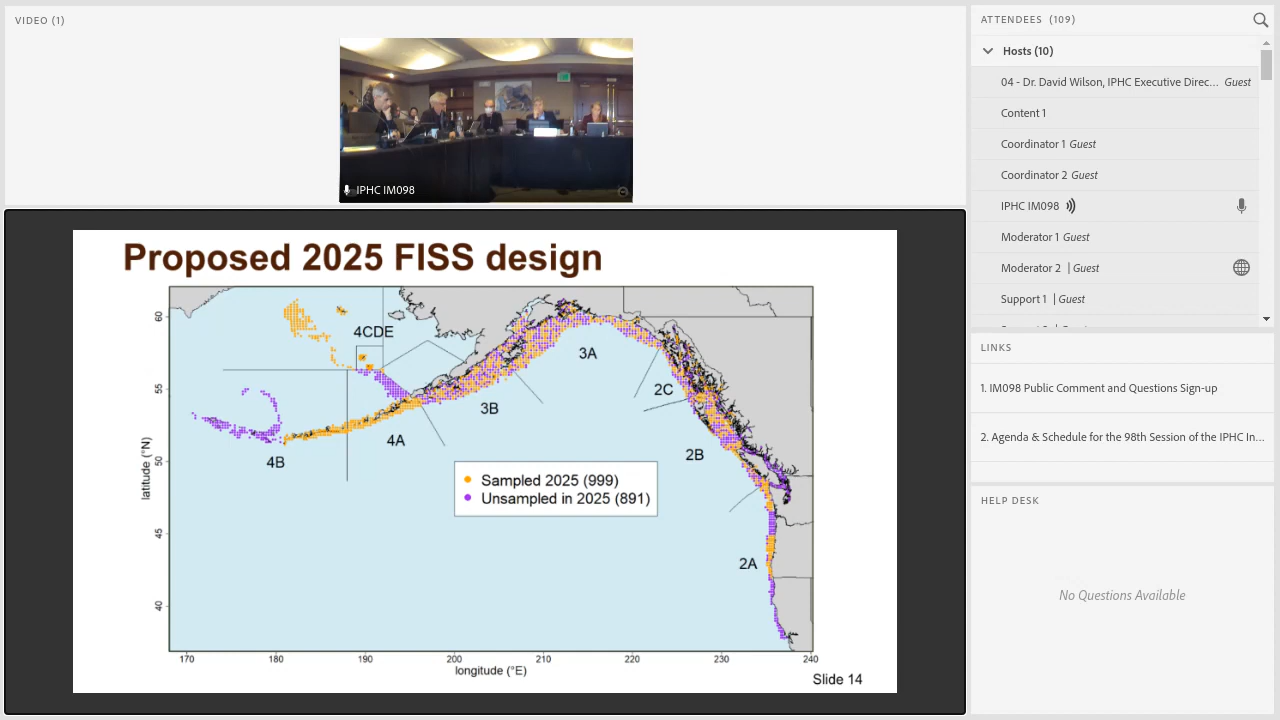 VIDEO (1)
IPHC IM098
Proposed 2025 FISS design
60
55
50
45
40
latitude (°N)
4CDE
3A
2C
3B
4A
2B
4B
Sampled 2025 (999)
Unsampled in 2025 (891)
2A
170 180 190 200 210 220 230 240
longitude (°E)
Slide 14
ATTENDEES (109)
Hosts (10)
04 - Dr. David Wilson, IPHC Executive Direc... Guest
Content 1
Coordinator 1 Guest
Coordinator 2 Guest
IPHC IM098
Moderator 1 Guest
Moderator 2 | Guest
Support 1 | Guest
LINKS
1. IM098 Public Comment and Questions Sign-up
2. Agenda & Schedule for the 98th Session of the IPHC In...
HELP DESK
No Questions Available